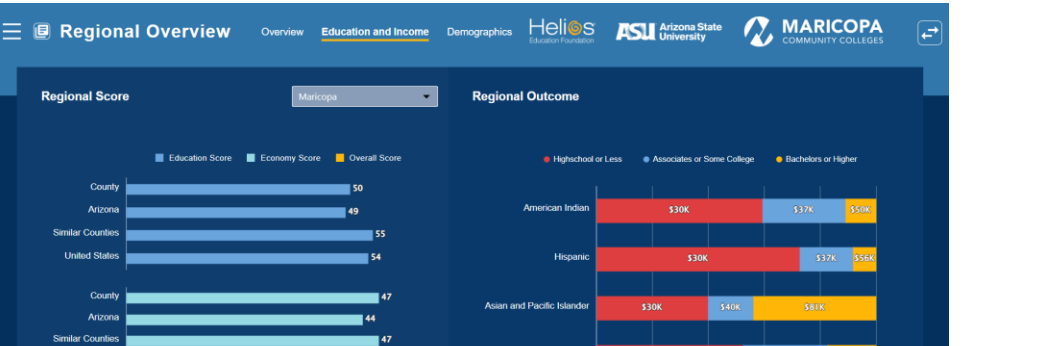 Regional Overview
Overview
Education and Income
Demographics
Helios
Education Foundation
ASU Arizona State University
MARICOPA
COMMUNITY COLLEGES
Regional Score
Maricopa
Education Score
Economy Score
Overall Score
County 50
Arizona 49
Similar Counties 55
United States 54
County 47
Arizona 44
Similar Counties 47
Regional Outcome
Highschool or Less
Associates or Some College
Bachelors or Higher
American Indian $30K $37K $50K
Hispanic $30K $37K $56K
Asian and Pacific Islander $30K $40K $81K